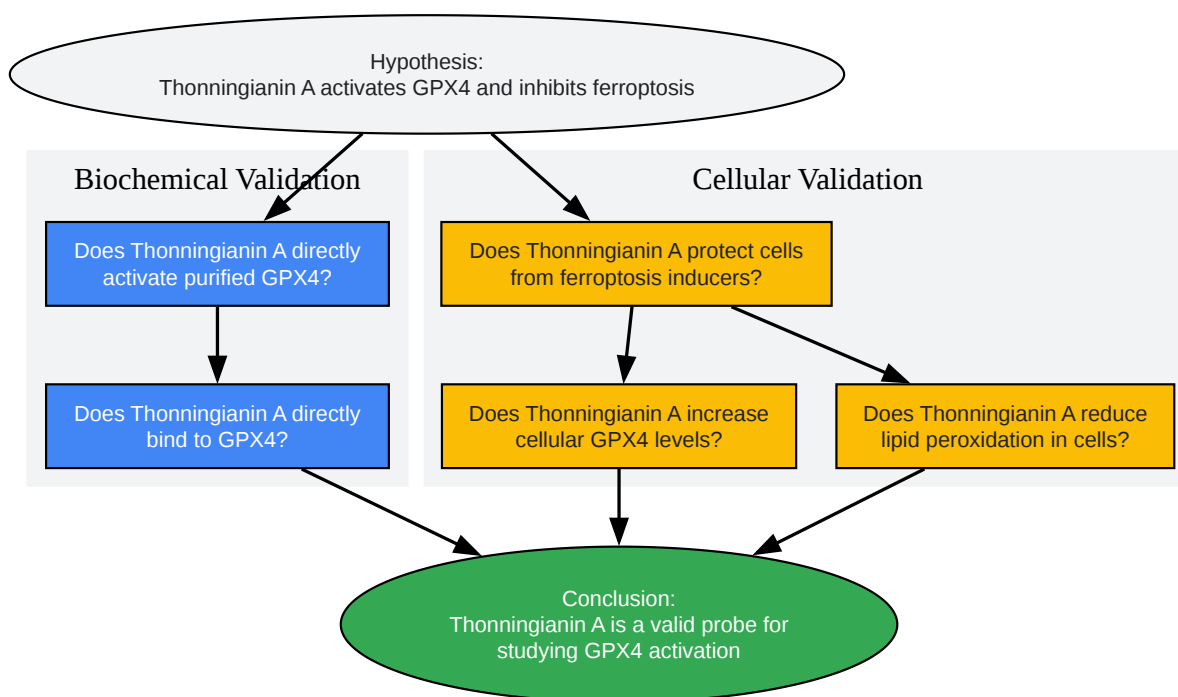 Hypothesis:
Thonningianin A activates GPX4 and inhibits ferroptosis
Biochemical Validation
Cellular Validation
Does Thonningianin A directly
activate purified GPX4?
Does Thonningianin A protect cells
from ferroptosis inducers?
Does Thonningianin A directly
bind to GPX4?
Does Thonningianin A increase
cellular GPX4 levels?
Does Thonningianin A reduce
lipid peroxidation in cells?
Conclusion:
Thonningianin A is a valid probe for
studying GPX4 activation